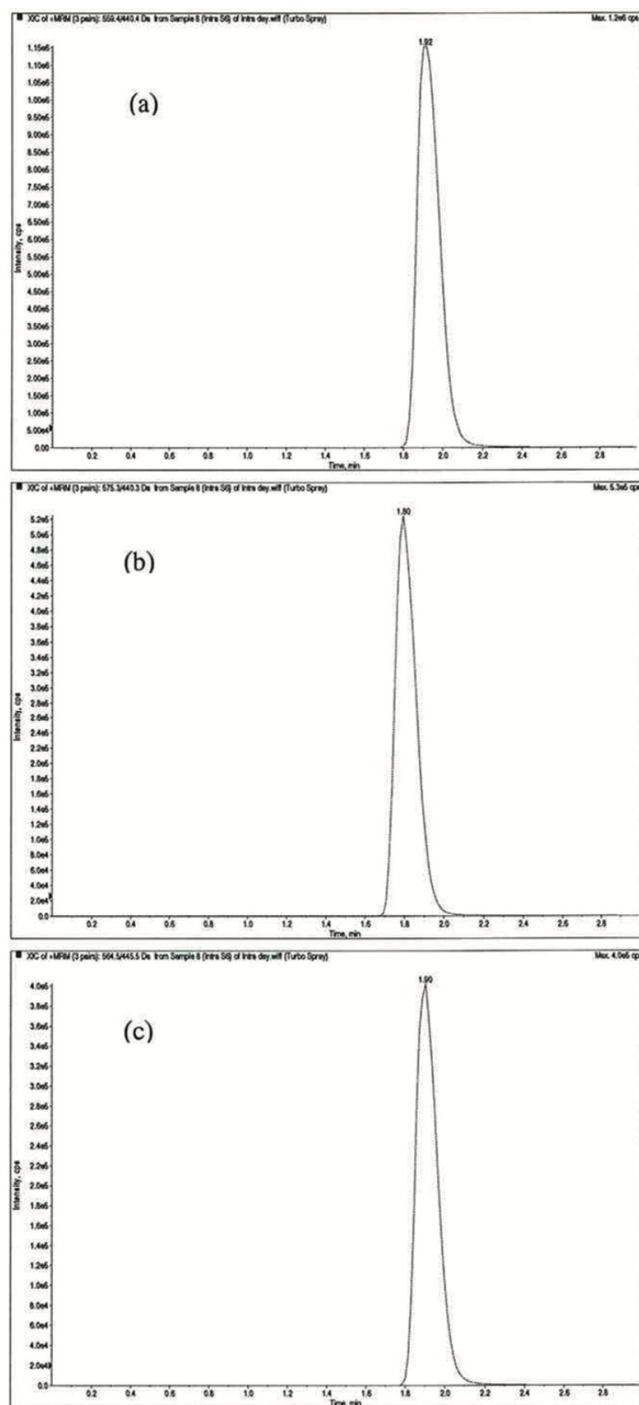 XIC of +MRM (3 pairs): 559.4/440.4 Da from Sample 6 (Intra S6) of Intra dey.wiff (Turbo Spray) Max. 1.2e6 cps
1.92
(a)
Intensity, cps
1.15e6
1.10e6
1.05e6
1.00e6
9.50e5
9.00e5
8.50e5
8.00e5
7.50e5
7.00e5
6.50e5
6.00e5
5.50e5
5.00e5
4.50e5
4.00e5
3.50e5
3.00e5
2.50e5
2.00e5
1.50e5
1.00e5
5.00e4
0.00
0.2 0.4 0.6 0.8 1.0 1.2 1.4 1.6 1.8 2.0 2.2 2.4 2.6 2.8
Time, min
XIC of +MRM (3 pairs): 575.3/440.3 Da from Sample 6 (Intra S6) of Intra dey.wiff (Turbo Spray) Max. 5.3e5 cps
1.80
(b)
Intensity, cps
5.2e5
5.0e5
4.8e5
4.6e5
4.4e5
4.2e5
4.0e5
3.8e5
3.6e5
3.4e5
3.2e5
3.0e5
2.8e5
2.6e5
2.4e5
2.2e5
2.0e5
1.8e5
1.6e5
1.4e5
1.2e5
1.0e5
8.0e4
6.0e4
4.0e4
2.0e4
0.0
0.2 0.4 0.6 0.8 1.0 1.2 1.4 1.6 1.8 2.0 2.2 2.4 2.6 2.8
Time, min
XIC of +MRM (3 pairs): 564.5/445.5 Da from Sample 6 (Intra S6) of Intra dey.wiff (Turbo Spray) Max. 4.0e5 cps
1.90
(c)
Intensity, cps
4.0e5
3.8e5
3.6e5
3.4e5
3.2e5
3.0e5
2.8e5
2.6e5
2.4e5
2.2e5
2.0e5
1.8e5
1.6e5
1.4e5
1.2e5
1.0e5
8.0e4
6.0e4
4.0e4
2.0e4
0.0
0.2 0.4 0.6 0.8 1.0 1.2 1.4 1.6 1.8 2.0 2.2 2.4 2.6 2.8
Time, min